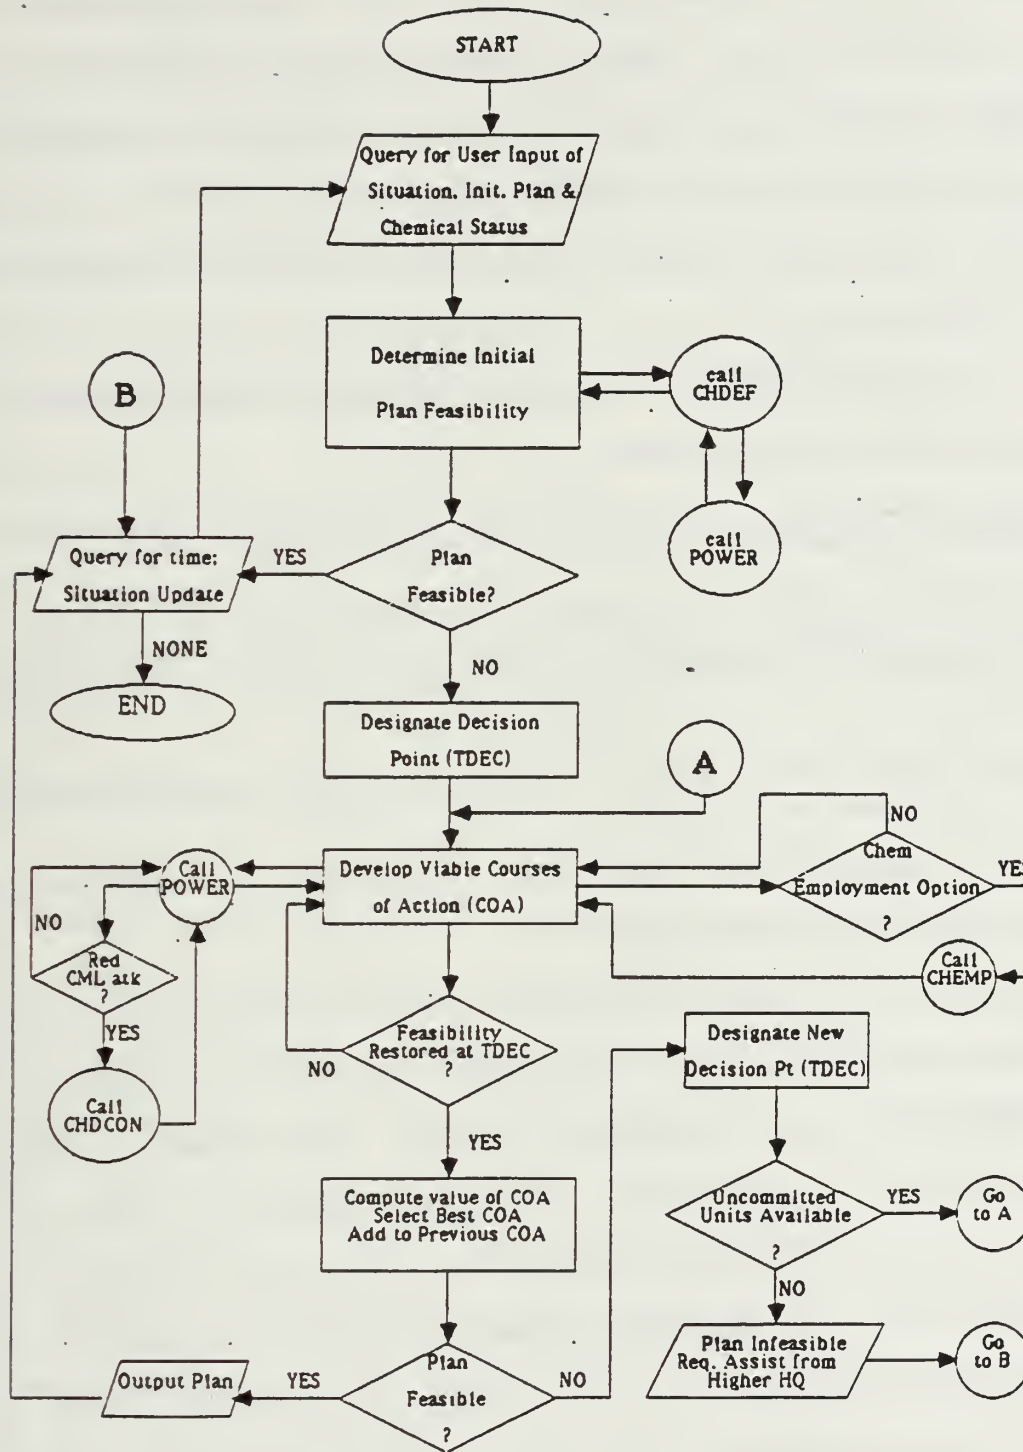 START
Query for User Input of
Situation, Init. Plan &
Chemical Status
Determine Initial
Plan Feasibility
call
CHDEF
B
call
POWER
Query for time;
Situation Update
YES
Plan
Feasible?
NONE
NO
END
Designate Decision
Point (TDEC)
A
NO
Call
POWER
Develop Viable Courses
of Action (COA)
Chem
Employment Option
?
YES
NO
Red
CML atk
?
Call
CHEMP
YES
Feasibility
Restored at TDEC
?
NO
Designate New
Decision Pt (TDEC)
Call
CHDCON
YES
Compute value of COA
Select Best COA
Add to Previous COA
Uncommitted
Units Available
?
YES
Go
to A
NO
Plan Infeasible
Req. Assist from
Higher HQ
Go
to B
Output Plan
YES
Plan
Feasible
?
NO